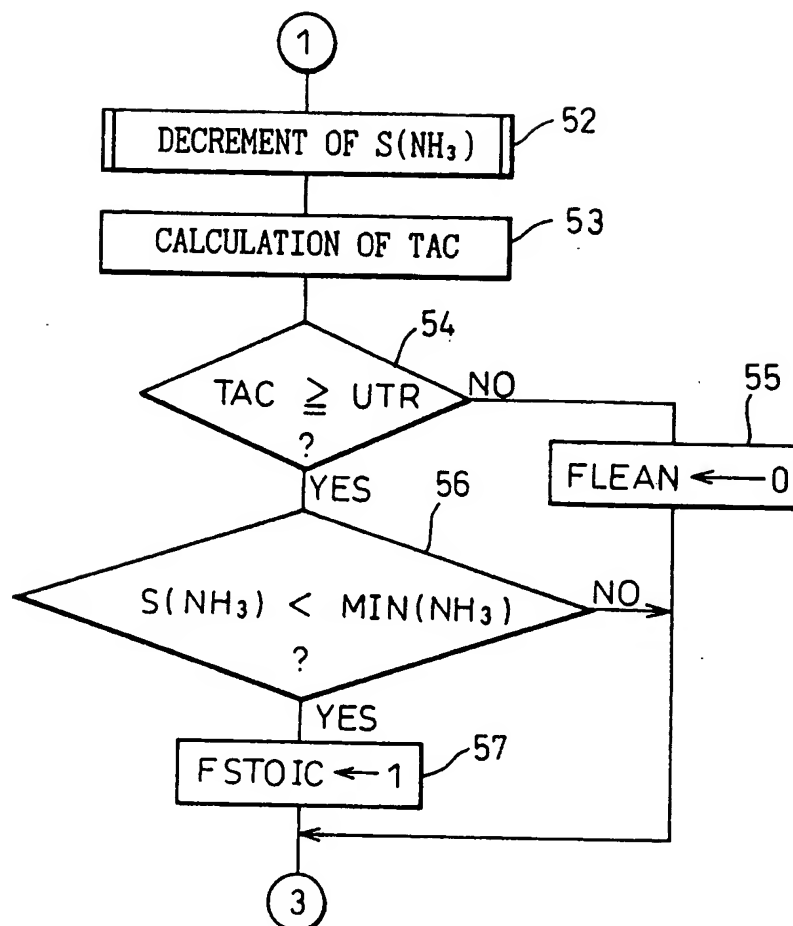 1
DECREMENT OF S(NH₃)
52
CALCULATION OF TAC
53
54
TAC ≧ UTR
?
NO
YES
55
FLEAN ← 0
56
S(NH₃) < MIN(NH₃)
?
NO
YES
57
FSTOIC ← 1
3